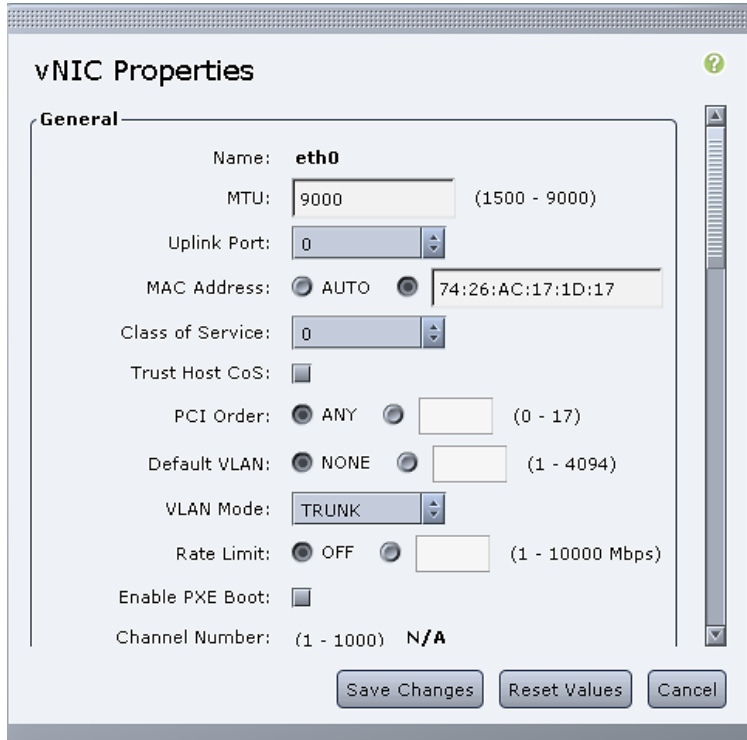 vNIC Properties
?
General
Name: eth0
MTU: 9000 (1500 - 9000)
Uplink Port: 0
MAC Address: AUTO 74:26:AC:17:1D:17
Class of Service: 0
Trust Host CoS:
PCI Order: ANY (0 - 17)
Default VLAN: NONE (1 - 4094)
VLAN Mode: TRUNK
Rate Limit: OFF (1 - 10000 Mbps)
Enable PXE Boot:
Channel Number: (1 - 1000) N/A
Save Changes Reset Values Cancel